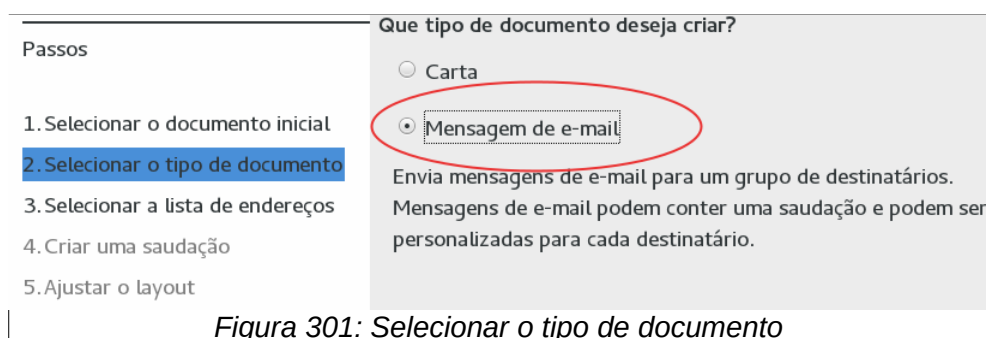 Passos
1. Selecionar o documento inicial
2. Selecionar o tipo de documento
3. Selecionar a lista de endereços
4. Criar uma saudação
5. Ajustar o layout
Que tipo de documento deseja criar?
Carta
Mensagem de e-mail
Envia mensagens de e-mail para um grupo de destinatários.
Mensagens de e-mail podem conter uma saudação e podem ser
personalizadas para cada destinatário.
Figura 301: Selecionar o tipo de documento